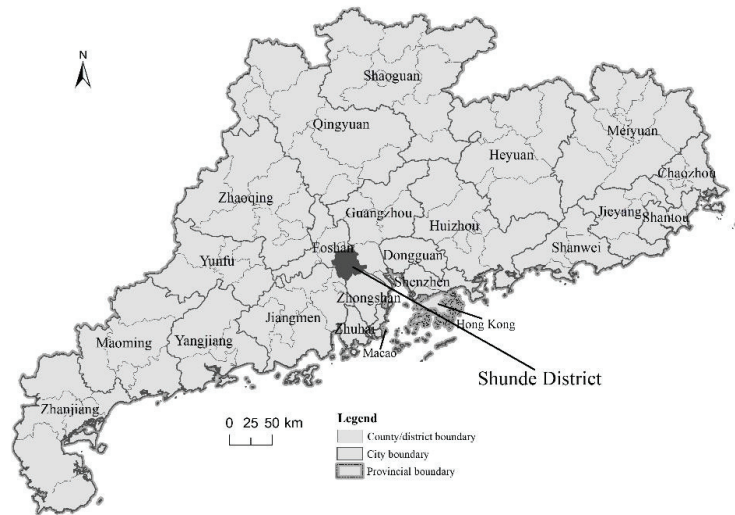 N
Shaoguan
Qingyuan
Meiyuan
Heyuan
Chaozhou
Zhaoqing
Jieyang
Guangzhou
Shantou
Huizhou
Foshan
Dongguan
Shanwei
Yunfu
Shenzhen
Zhongshan
Jiangmen
Hong Kong
Zhuhai
Maoming
Yangjiang
Macao
Shunde District
Zhanjiang
0 25 50 km
Legend
County/district boundary
City boundary
Provincial boundary